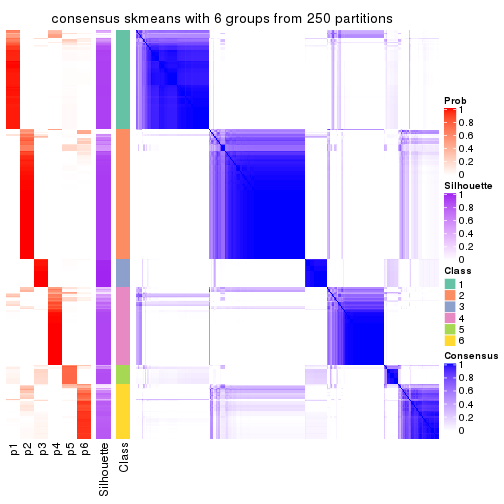 consensus skmeans with 6 groups from 250 partitions
Prob
1
0.8
0.6
0.4
0.2
0
Silhouette
1
0.8
0.6
0.4
0.2
0
Class
1
2
3
4
5
6
Consensus
1
0.8
0.6
0.4
0.2
0
p1
p2
p3
p4
p5
p6
Silhouette
Class